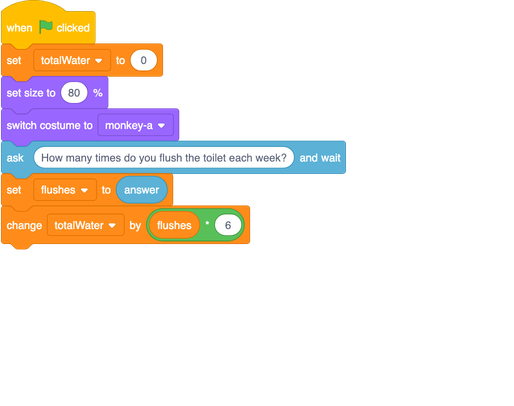 when clicked
set totalWater to 0
set size to 80 %
switch costume to monkey-a
ask How many times do you flush the toilet each week? and wait
set flushes to answer
change totalWater by flushes * 6